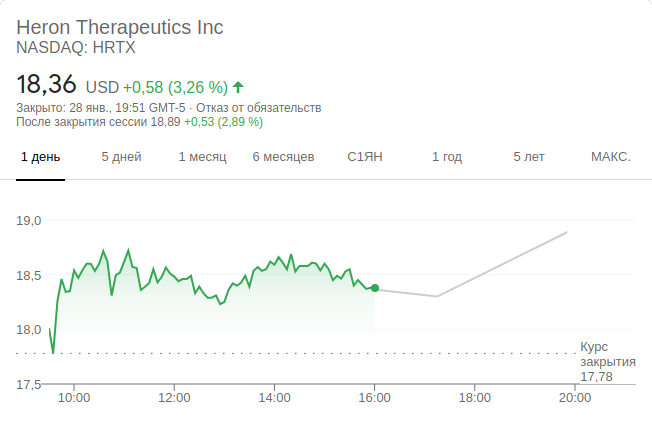 Heron Therapeutics Inc
NASDAQ: HRTX
18,36 USD +0,58 (3,26 %)
Закрыто: 28 янв., 19:51 GMT-5 · Отказ от обязательств
После закрытия сессии 18,89 +0,53 (2,89 %)
1 день 5 дней 1 месяц 6 месяцев С1ЯН 1 год 5 лет МАКС.
19,0
18,5
18,0
Курс
закрытия
17,78
17,5
10:00 12:00 14:00 16:00 18:00 20:00